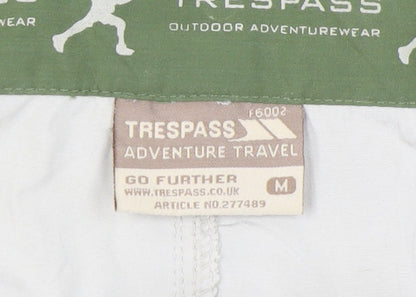 TRESPASS
OUTDOOR ADVENTUREWEAR
F6002
TRESPASS
ADVENTURE TRAVEL
GO FURTHER
WWW.TRESPASS.CO.UK
M
ARTICLE NO.277489